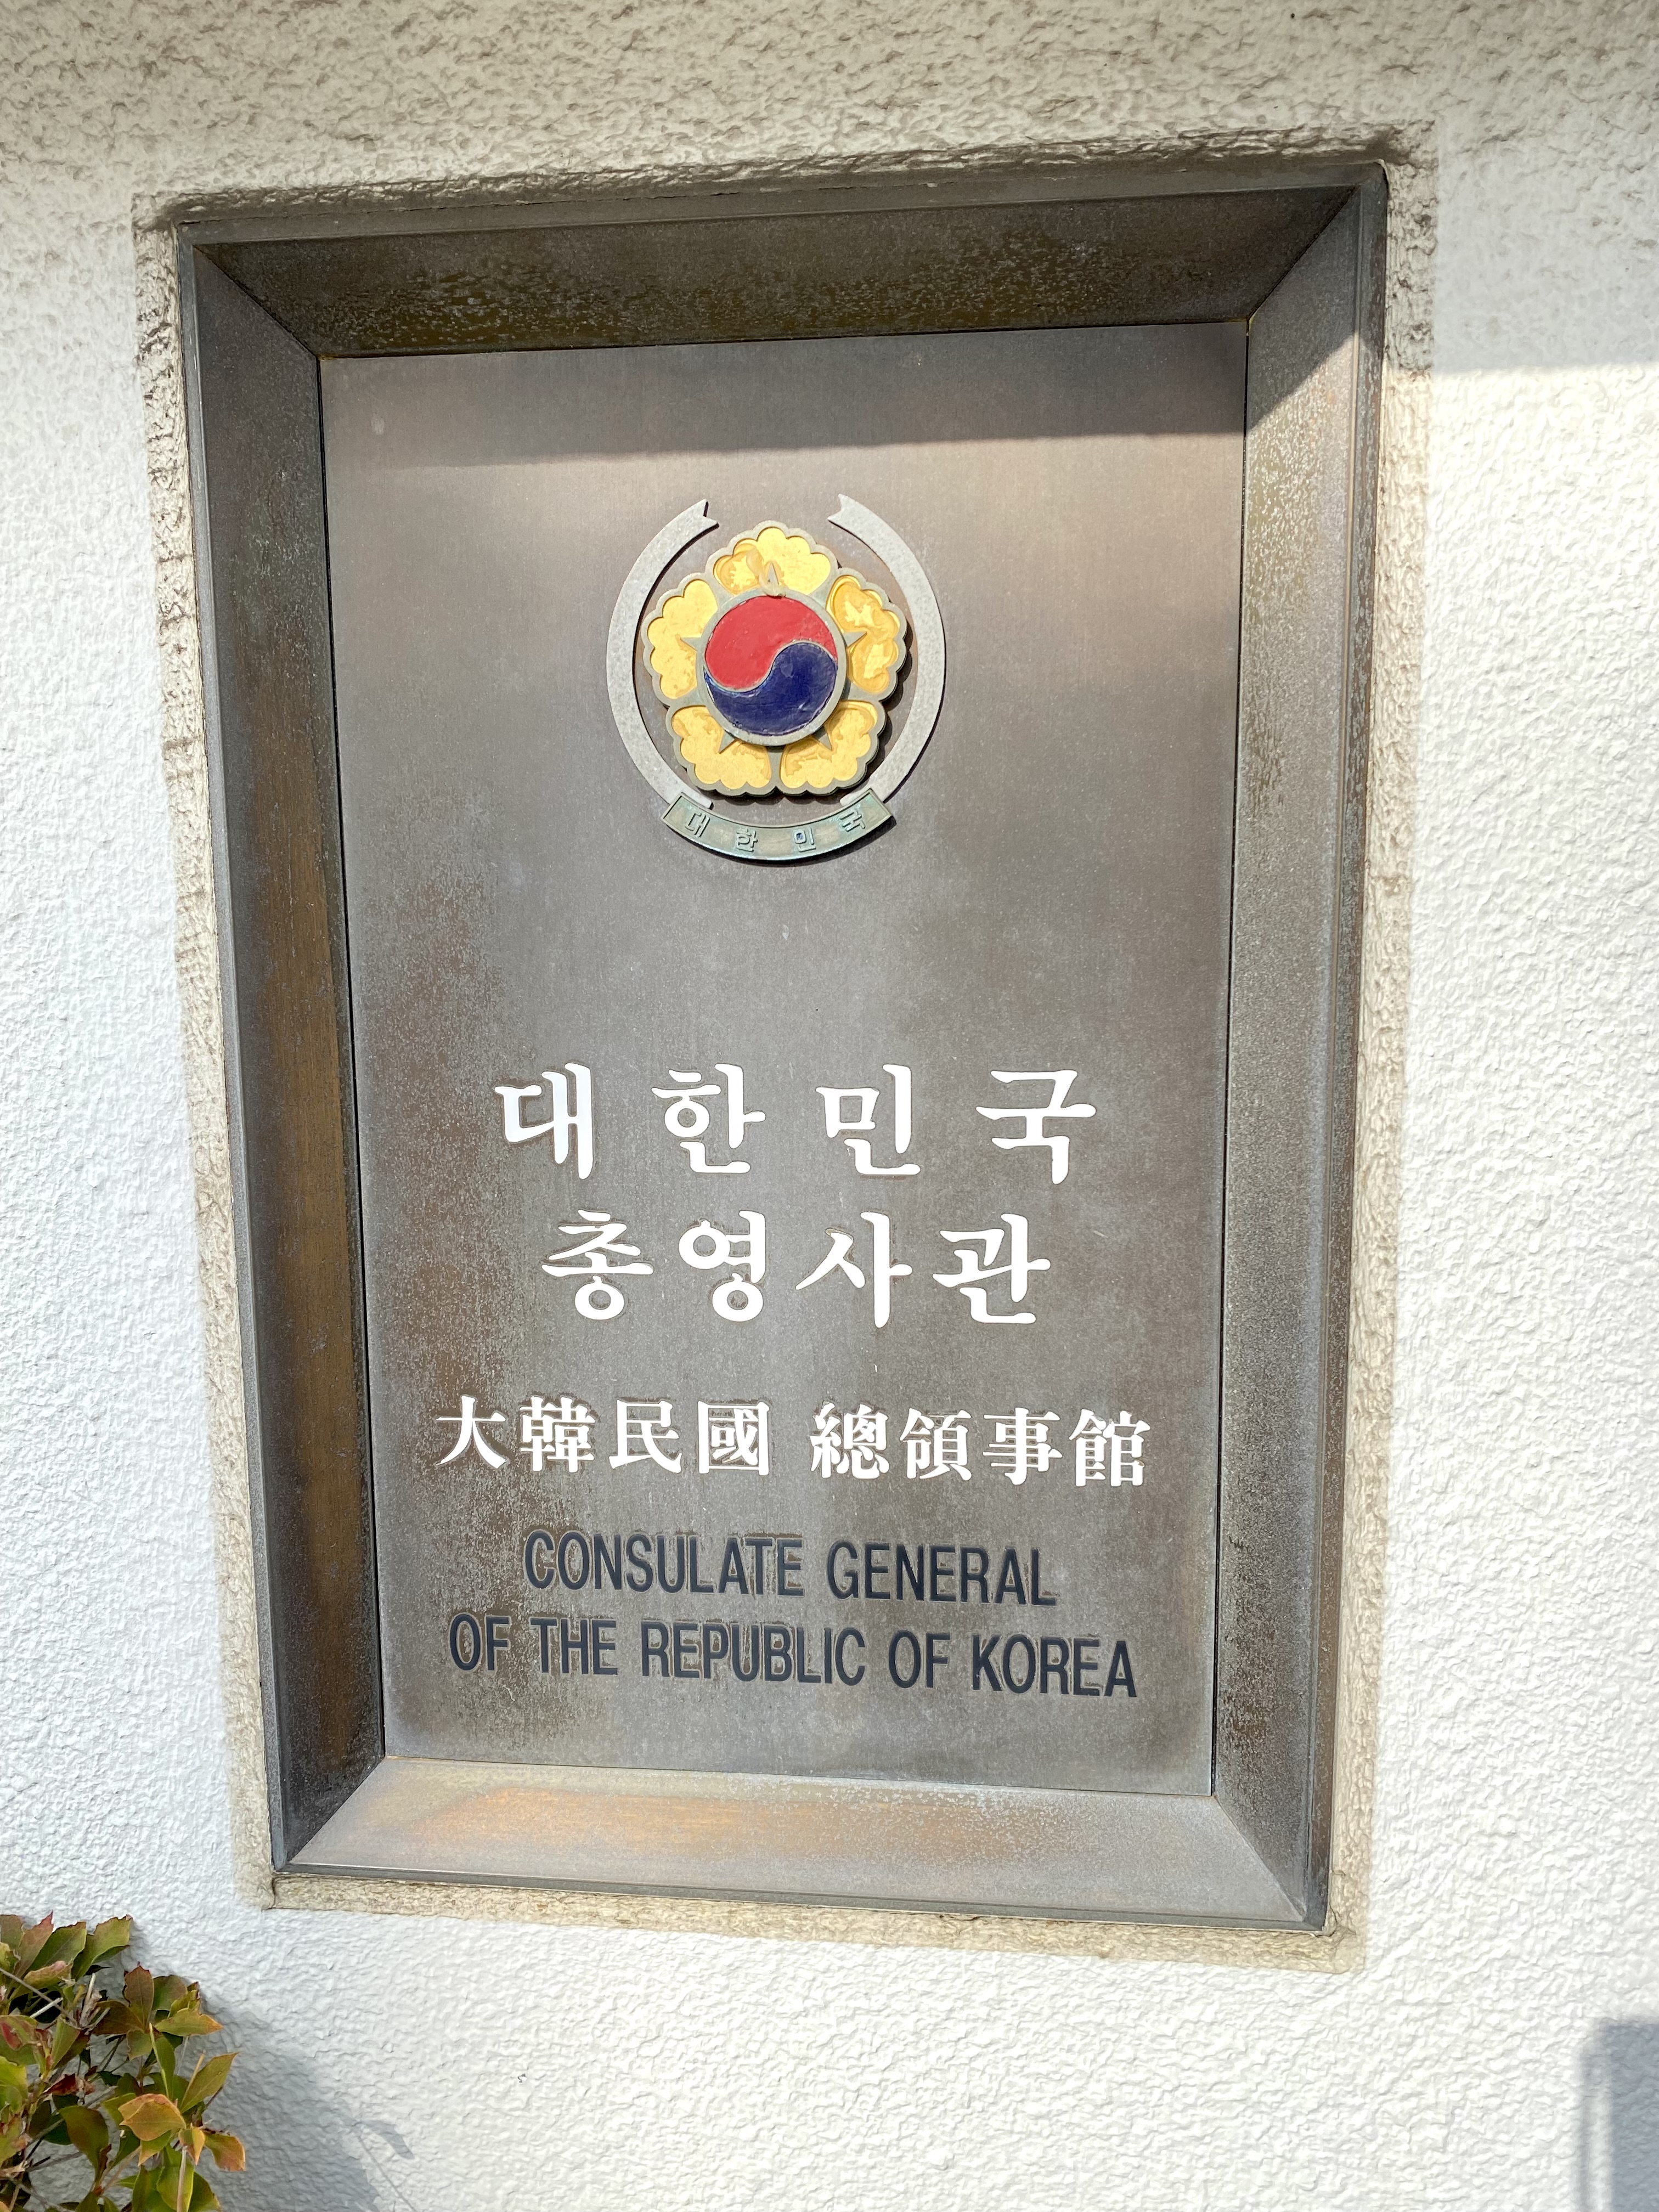 대한민국
대한민국
총영사관
大韓民國 總領事館
CONSULATE GENERAL
OF THE REPUBLIC OF KOREA